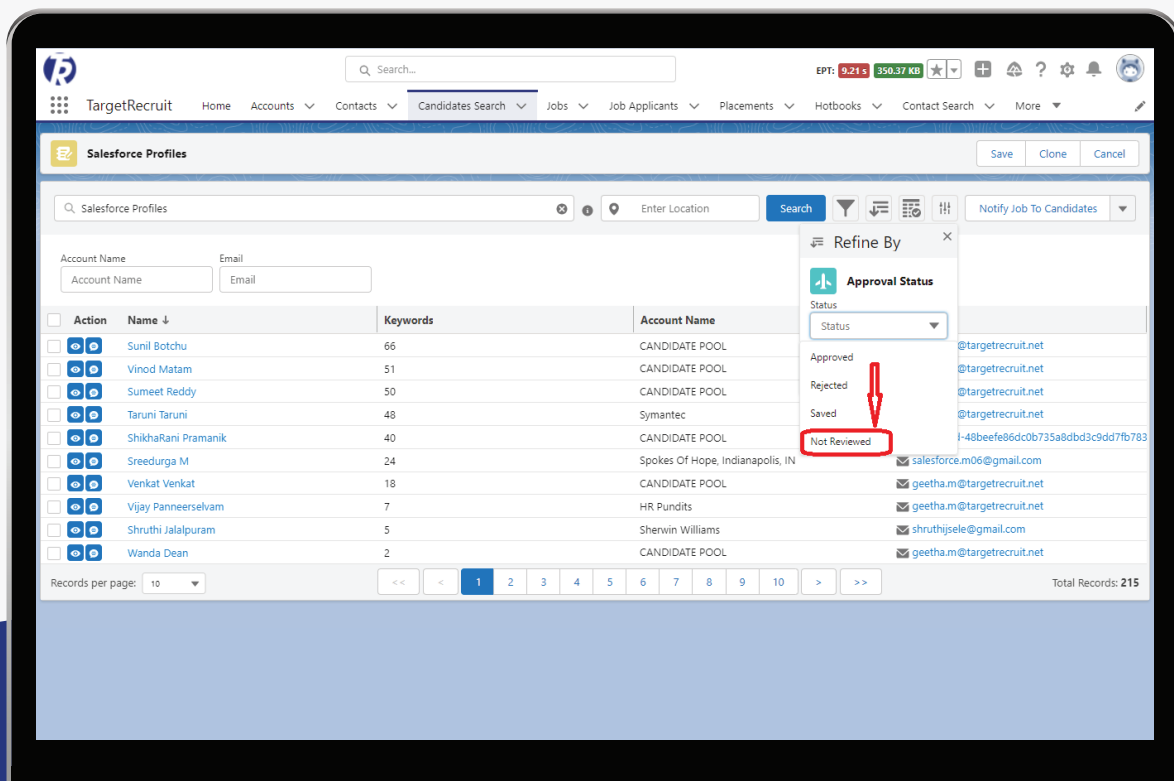 Search...
EPT: 9.21 s 350.37 KB
TargetRecruit Home Accounts Contacts Candidates Search Jobs Job Applicants Placements Hotbooks Contact Search More
Salesforce Profiles Save Clone Cancel
Salesforce Profiles Enter Location Search Notify Job To Candidates
Refine By
Account Name Email
Account Name Email
Approval Status
Status
Status
Action Name Keywords Account Name
Sunil Botchu 66 CANDIDATE POOL @targetrecruit.net
Approved
Vinod Matam 51 CANDIDATE POOL @targetrecruit.net
Rejected
Sumeet Reddy 50 CANDIDATE POOL @targetrecruit.net
Saved
Taruni Taruni 48 Symantec @targetrecruit.net
Not Reviewed
ShikhaRani Pramanik 40 CANDIDATE POOL -48beefe86dc0b735a8dbd3c9dd7fb783
Sreedurga M 24 Spokes Of Hope, Indianapolis, IN salesforce.m06@gmail.com
Venkat Venkat 18 CANDIDATE POOL geetha.m@targetrecruit.net
Vijay Panneerselvam 7 HR Pundits geetha.m@targetrecruit.net
Shruthi Jalalpuram 5 Sherwin Williams shruthijsele@gmail.com
Wanda Dean 2 CANDIDATE POOL geetha.m@targetrecruit.net
Records per page: 10 << < 1 2 3 4 5 6 7 8 9 10 > >> Total Records: 215